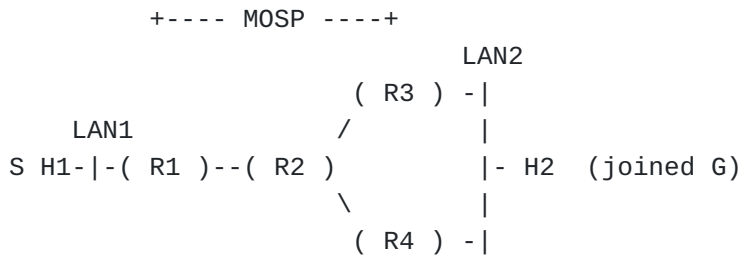 +---- MOSP ----+
LAN2
( R3 ) -|
LAN1 / |
S H1-|-( R1 )--( R2 ) |- H2 (joined G)
\ |
( R4 ) -|